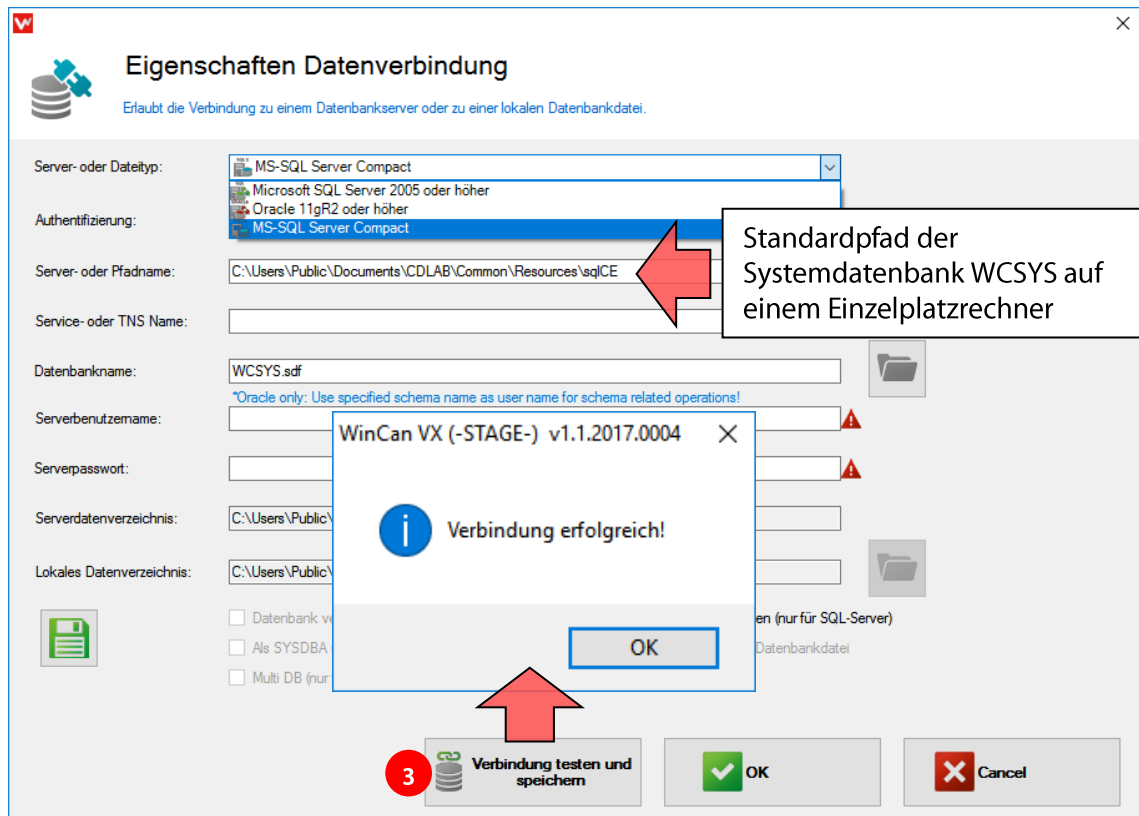 Eigenschaften Datenverbindung
Erlaubt die Verbindung zu einem Datenbankserver oder zu einer lokalen Datenbankdatei.
Server- oder Dateityp:
MS-SQL Server Compact
Microsoft SQL Server 2005 oder höher
Oracle 11gR2 oder höher
MS-SQL Server Compact
Authentifizierung:
Standardpfad der
Systemdatenbank WCSYS auf
einem Einzelplatzrechner
Server- oder Pfadname:
C:\Users\Public\Documents\CDLAB\Common\Resources\sqlCE
Service- oder TNS Name:
Datenbankname:
WCSYS.sdf
*Oracle only: Use specified schema name as user name for schema related operations!
Serverbenutzername:
WinCan VX (-STAGE-) v1.1.2017.0004
Serverpasswort:
Verbindung erfolgreich!
OK
Serverdatenverzeichnis:
C:\Users\Public\
Lokales Datenverzeichnis:
C:\Users\Public\
Datenbank
(nur für SQL-Server)
Als SYSDBA
Datenbankdatei
Multi DB (nur
3
Verbindung testen und
speichern
OK
Cancel